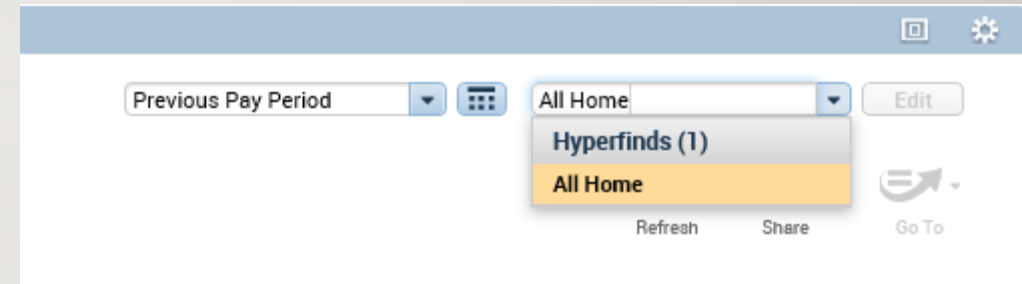 Previous Pay Period All Home Edit
Hyperfinds (1)
All Home
Refresh Share Go To